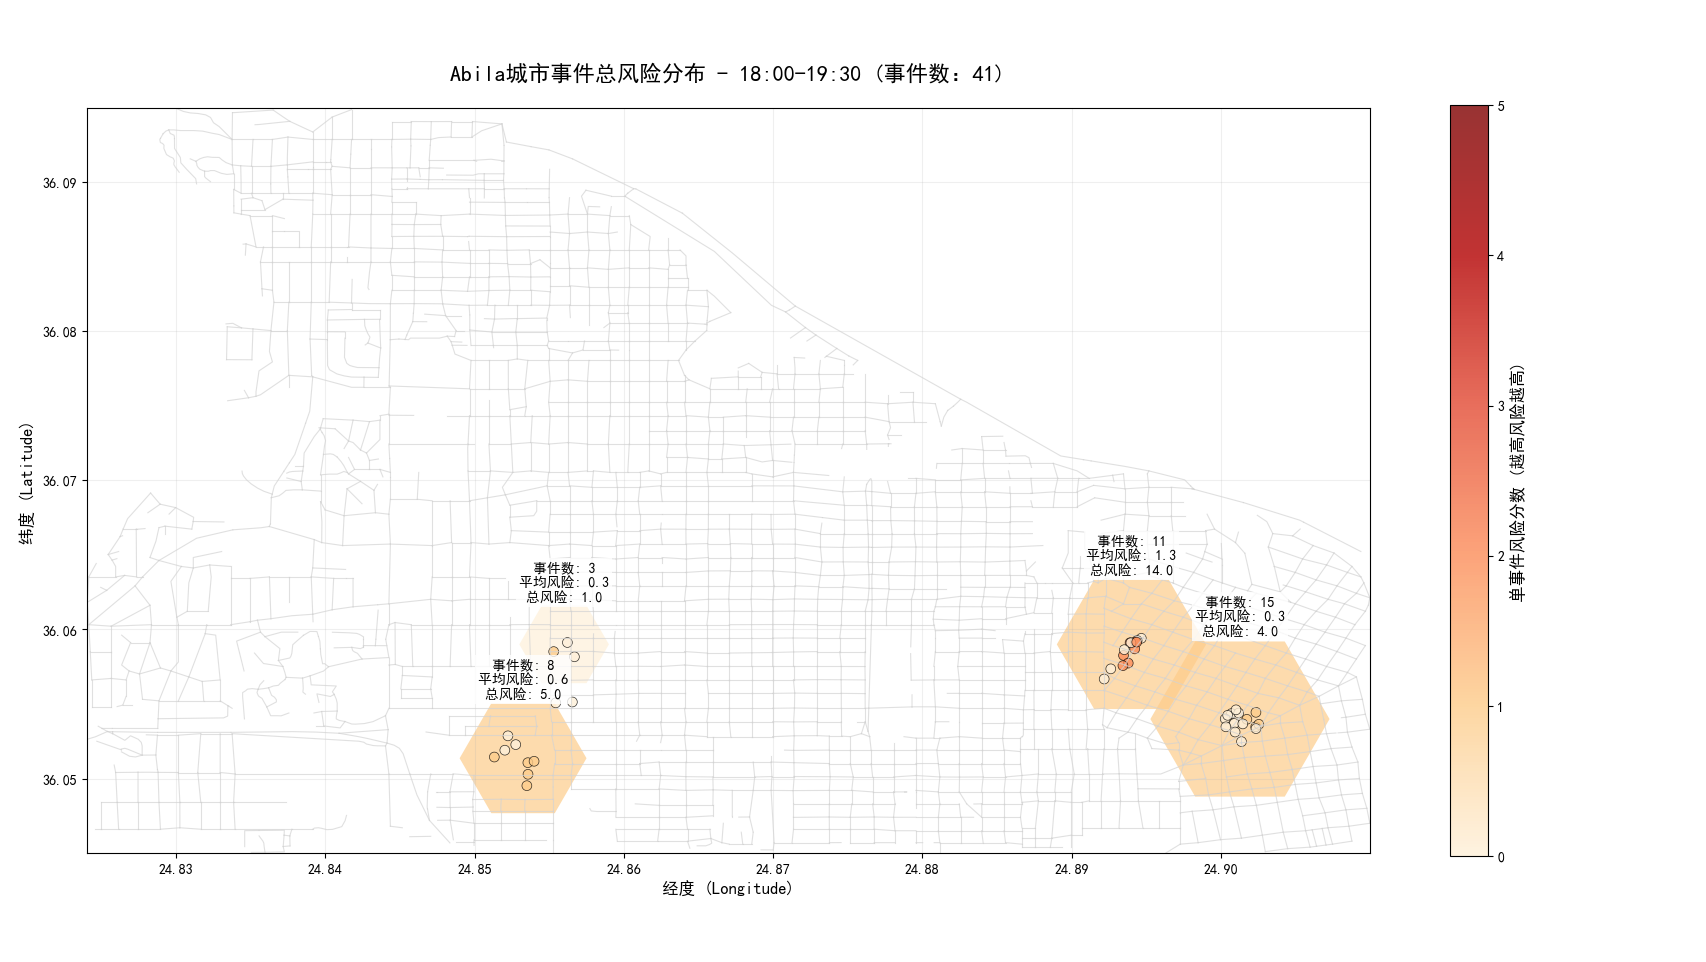 Abila城市事件总风险分布 - 18:00-19:30 (事件数: 41)
纬度 (Latitude)
36.09
36.08
36.07
36.06
36.05
事件数: 3
平均风险: 0.3
总风险: 1.0
事件数: 8
平均风险: 0.6
总风险: 5.0
事件数: 11
平均风险: 1.3
总风险: 14.0
事件数: 15
平均风险: 0.3
总风险: 4.0
24.83
24.84
24.85
24.86
24.87
24.88
24.89
24.90
经度 (Longitude)
5
4
3
2
1
0
单事件风险分数 (越高风险越高)